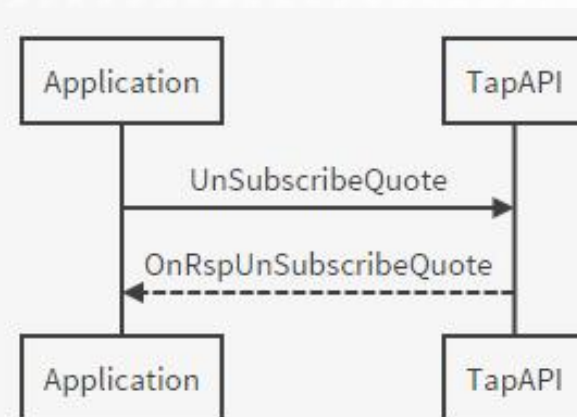 Application
TapAPI
UnSubscribeQuote
OnRspUnSubscribeQuote
Application
TapAPI